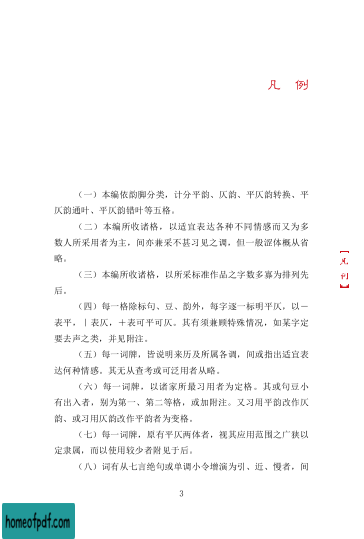 凡 例
（一）本编依韵脚分类，计分平韵、仄韵、平仄韵转换、平
仄韵通叶、平仄韵错叶等五格。
（二）本编所收诸格，以适宜表达各种不同情感而又为多
数人所采用者为主，间亦兼采不甚习见之调，但一般涩体概从省
略。
（三）本编所收诸格，以所采标准作品之字数多寡为排列先
后。
（四）每一格除标句、豆、韵外，每字逐一标明平仄，以－
表平，｜表仄，＋表可平可仄。其有须兼顾特殊情况，如某字定
要去声之类，并见附注。
（五）每一词牌，皆说明来历及所属各调，间或指出适宜表
达何种情感。其无从查考或可泛用者从略。
（六）每一词牌，以诸家所最习用者为定格。其或句豆小
有出入者，别为第一、第二等格，或加附注。又习用平韵改作仄
韵、或习用仄韵改作平韵者为变格。
（七）每一词牌，原有平仄两体者，视其应用范围之广狭以
定隶属，而以使用较少者附见于后。
（八）词有从七言绝句或单调小令增演为引、近、慢者，间
【凡 例】
3
homeofpdf.com